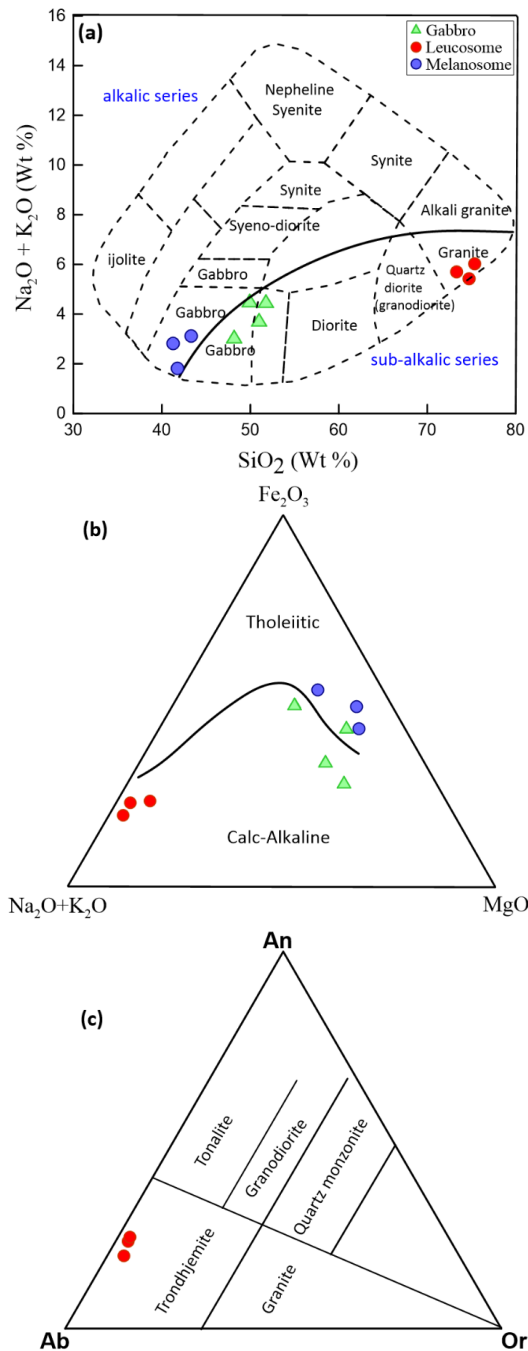 (a)
Gabbro
Leucosome
Melanosome
16
14
12
10
8
6
4
2
0
Na₂O + K₂O (Wt %)
alkalic series
Nepheline
Syenite
Synite
Synite
Alkali granite
Syeno-diorite
ijolite
Gabbro
Granite
Quartz
diorite
(granodiorite)
Gabbro
Gabbro
Diorite
sub-alkalic series
30 40 50 60 70 80
SiO₂ (Wt %)
(b)
Fe₂O₃
Tholeiitic
Calc-Alkaline
Na₂O+K₂O
MgO
(c)
An
Tonalite
Granodiorite
Quartz monzonite
Trondhjemite
Granite
Ab
Or